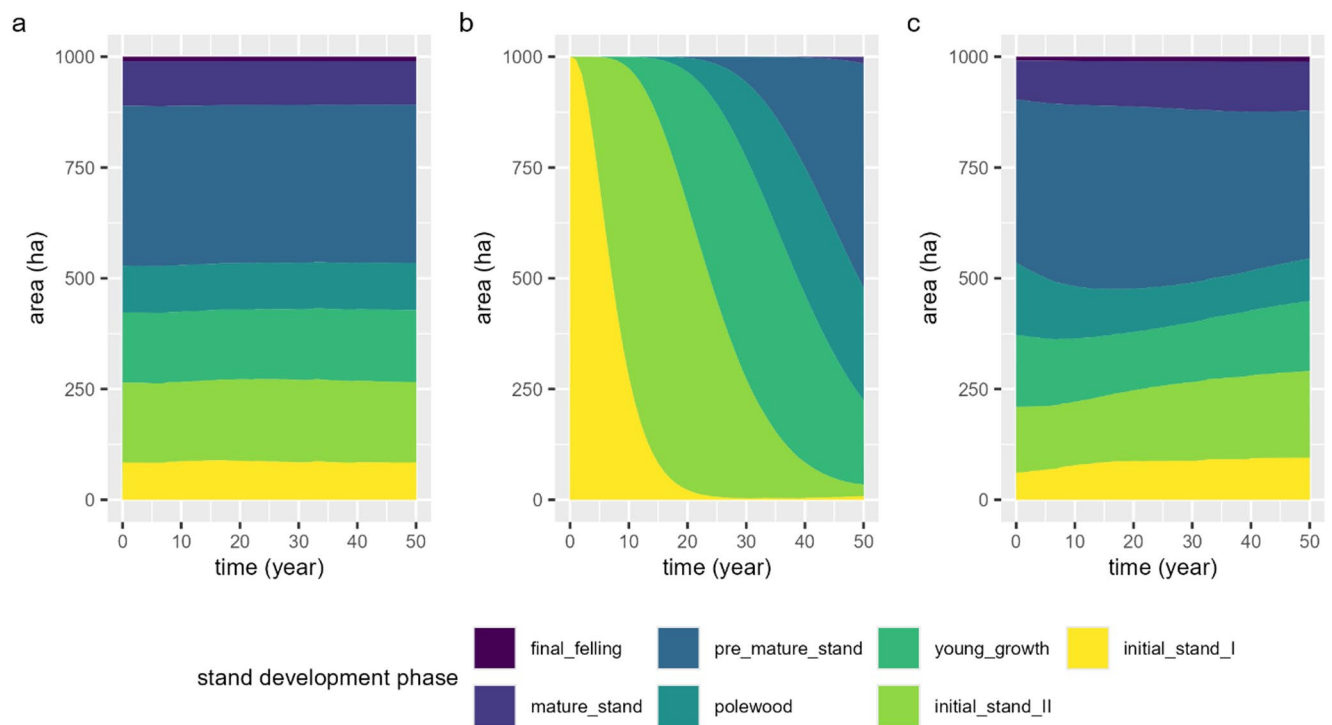 a
b
c
1000
750
500
250
0
area (ha)
0 10 20 30 40 50
time (year)
1000
750
500
250
0
area (ha)
0 10 20 30 40 50
time (year)
1000
750
500
250
0
area (ha)
0 10 20 30 40 50
time (year)
stand development phase
final_felling
pre_mature_stand
young_growth
initial_stand_I
mature_stand
polewood
initial_stand_II